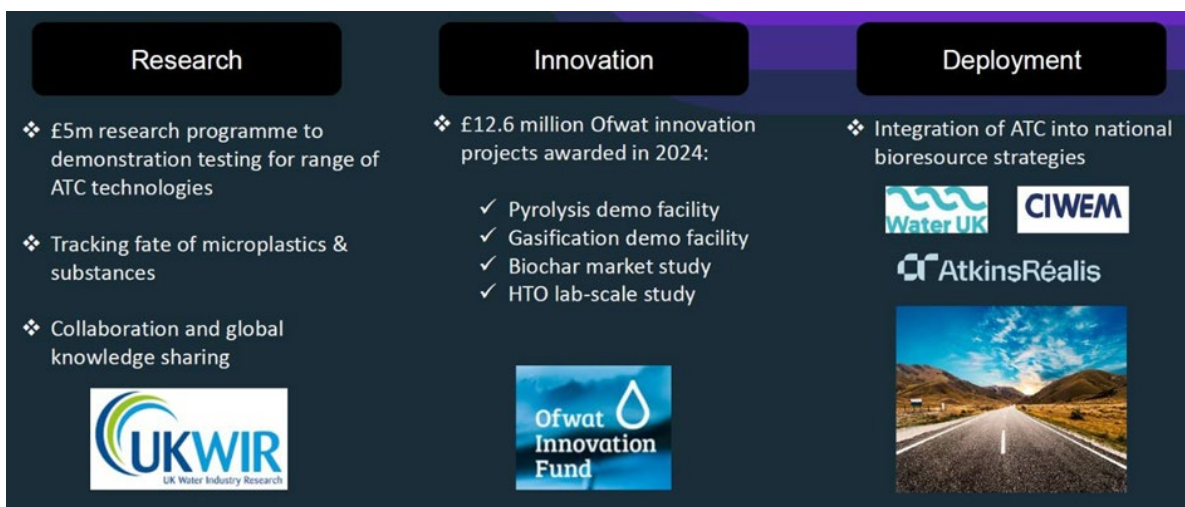 Research
❖ £5m research programme to
demonstration testing for range of
ATC technologies
❖ Tracking fate of microplastics &
substances
❖ Collaboration and global
knowledge sharing
UKWIR
UK Water Industry Research
Innovation
❖ £12.6 million Ofwat innovation
projects awarded in 2024:
✓ Pyrolysis demo facility
✓ Gasification demo facility
✓ Biochar market study
✓ HTO lab-scale study
Ofwat
Innovation
Fund
Deployment
❖ Integration of ATC into national
bioresource strategies
Water UK
CIWEM
AtkinsRéalis